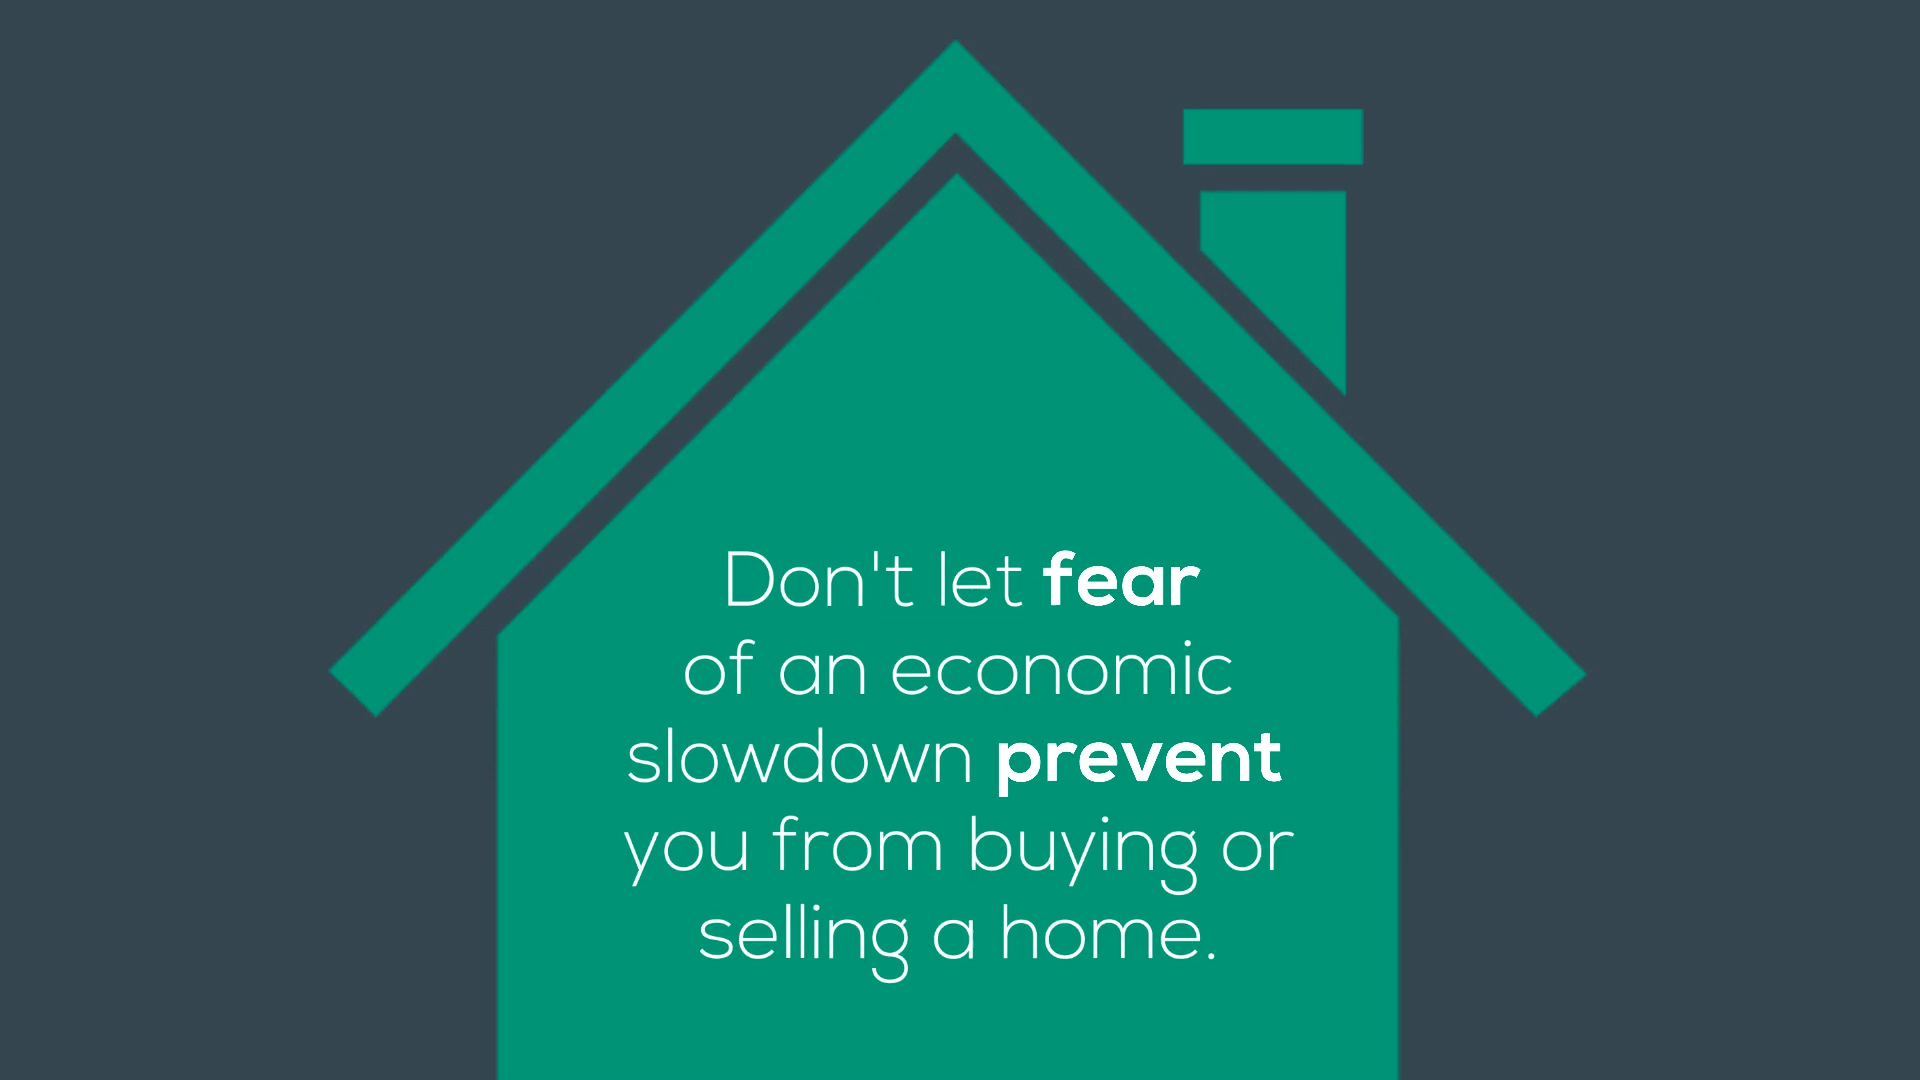 Don't let fear
of an economic
slowdown prevent
you from buying or
selling a home.